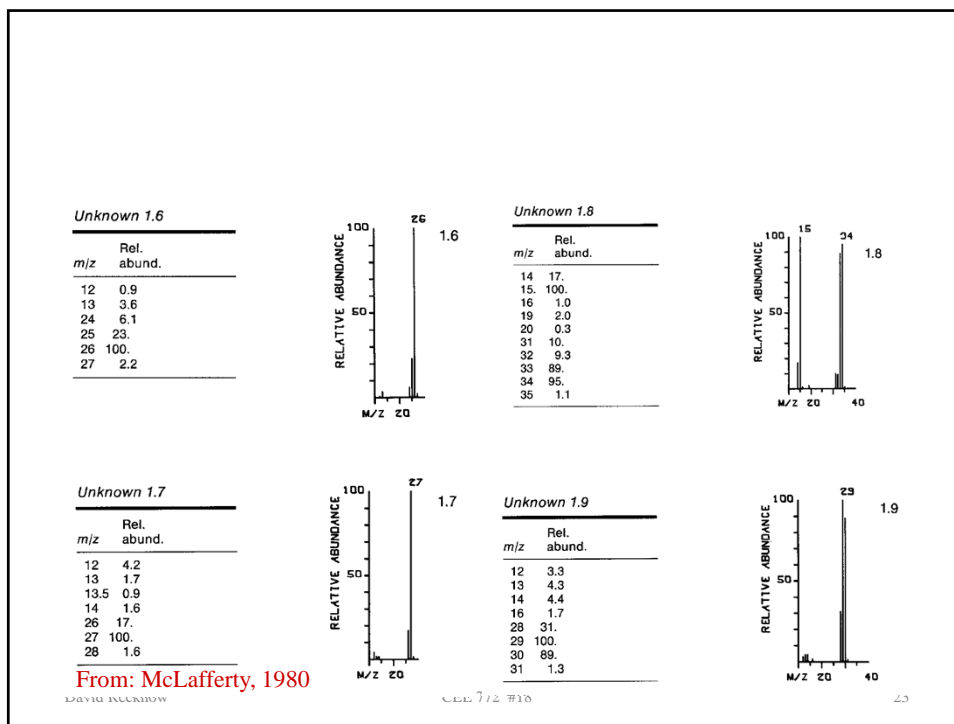 Unknown 1.6
Rel.
m/z abund.
12 0.9
13 3.6
24 6.1
25 23.
26 100.
27 2.2
RELATIVE ABUNDANCE
100
50
26
1.6
M/Z 20
Unknown 1.8
Rel.
m/z abund.
14 17.
15. 100.
16 1.0
19 2.0
20 0.3
31 10.
32 9.3
33 89.
34 95.
35 1.1
RELATIVE ABUNDANCE
100
50
15
34
1.8
M/Z 20 40
Unknown 1.7
Rel.
m/z abund.
12 4.2
13 1.7
13.5 0.9
14 1.6
26 17.
27 100.
28 1.6
RELATIVE ABUNDANCE
100
50
27
1.7
M/Z 20
Unknown 1.9
Rel.
m/z abund.
12 3.3
13 4.3
14 4.4
16 1.7
28 31.
29 100.
30 89.
31 1.3
RELATIVE ABUNDANCE
100
50
29
1.9
M/Z 20 40
From: McLafferty, 1980
David Reckhow CEE 772 #18 23